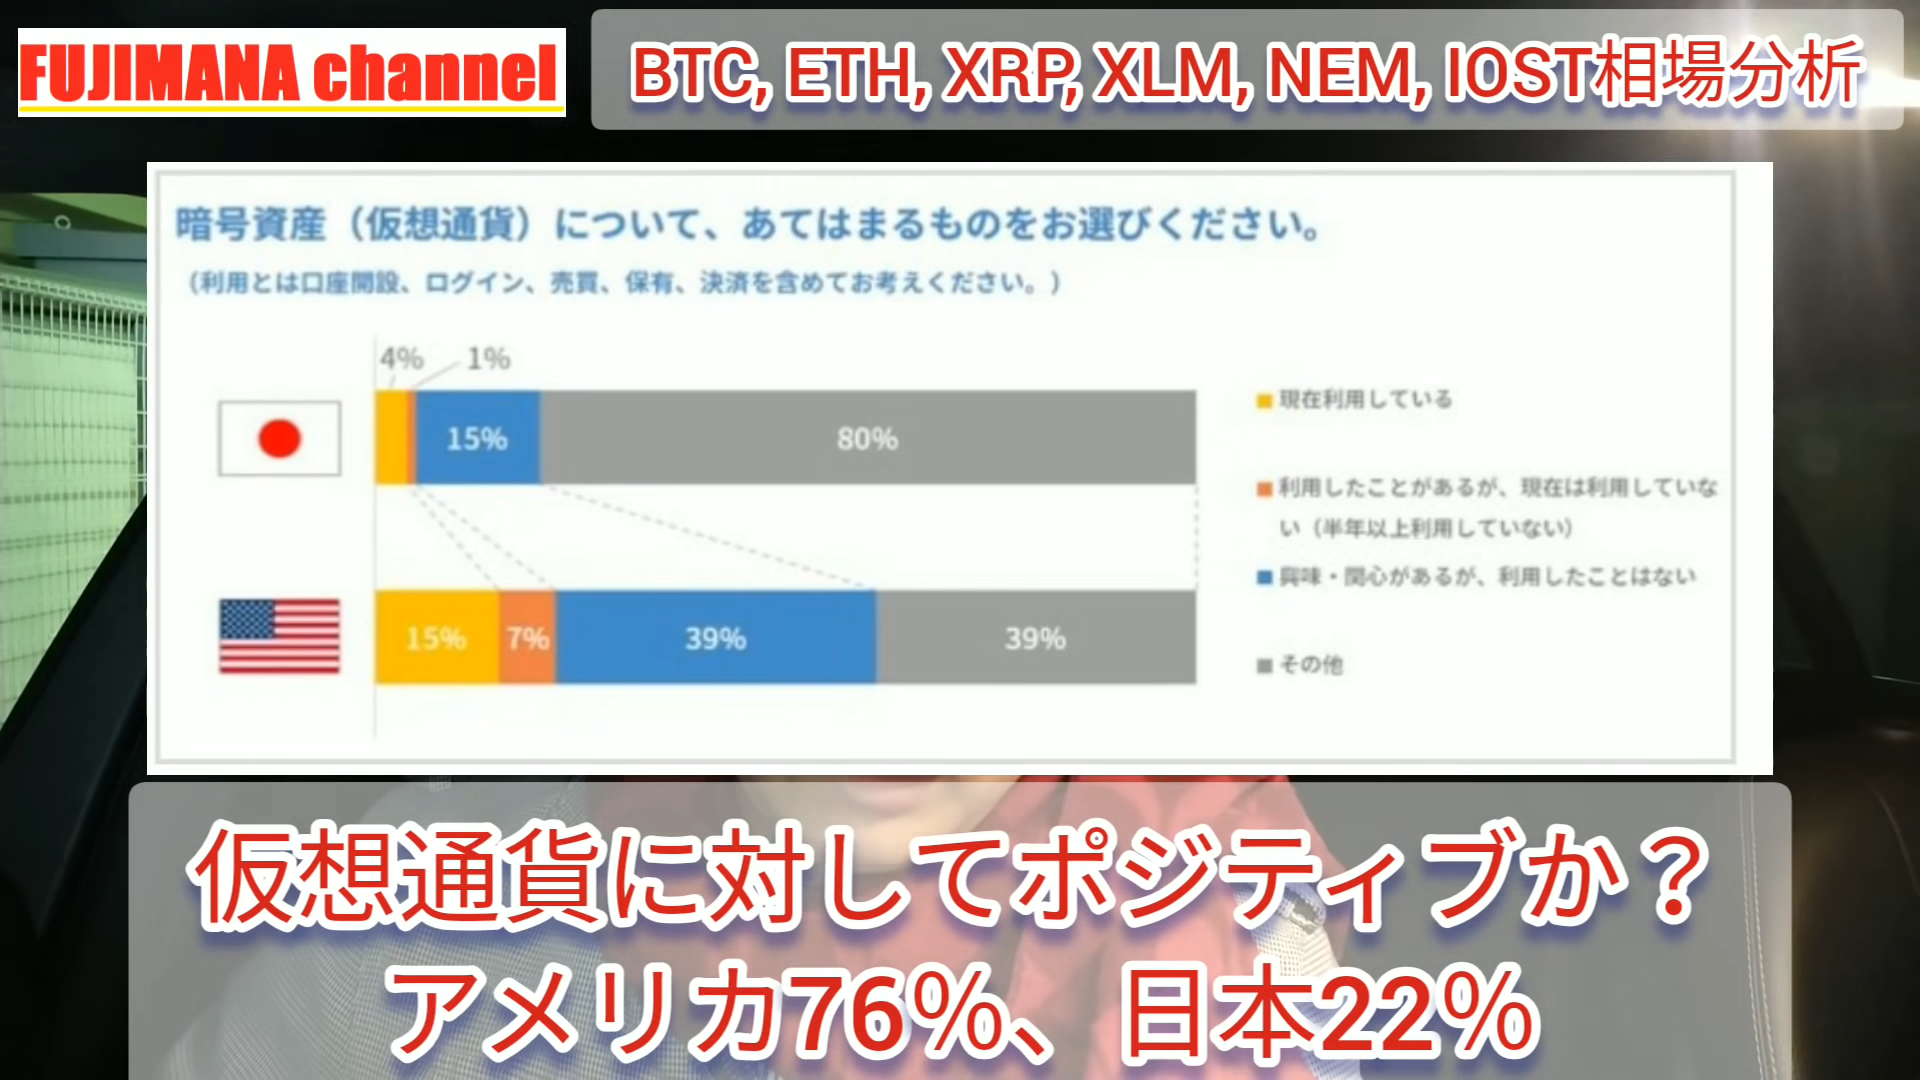 FUJIMANA channel
BTC, ETH, XRP, XLM, NEM, IOST相場分析
暗号資産（仮想通貨）について、あてはまるものをお選びください。
（利用とは口座開設、ログイン、売買、保有、決済を含めてお考えください。）
4% 1%
15% 80%
15% 7% 39% 39%
現在利用している
利用したことがあるが、現在は利用していな
い（半年以上利用していない）
興味・関心があるが、利用したことはない
その他
仮想通貨に対してポジティブか？
アメリカ76％、日本22％